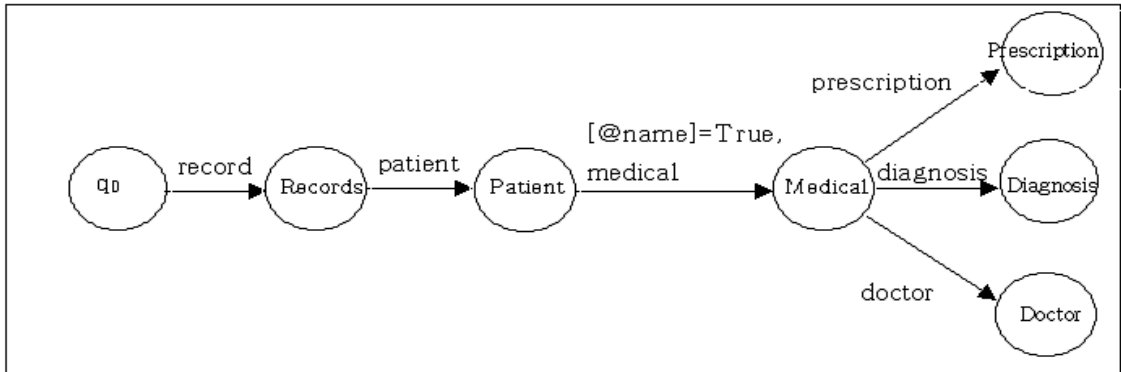 Prescription
prescription
[@name]=True,
record
patient
medical
diagnosis
q0
Records
Patient
Medical
Diagnosis
doctor
Doctor